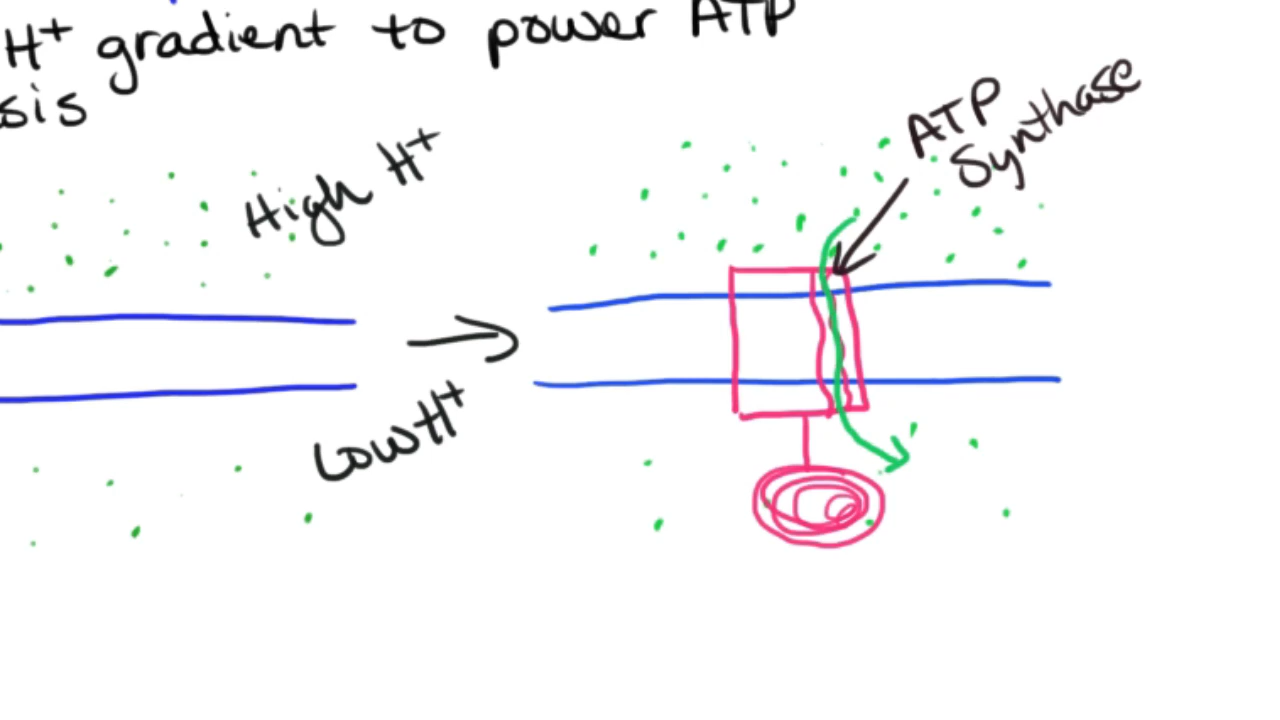 H+ gradient to power ATP
sis
High H+
ATP
Synthase
Low H+